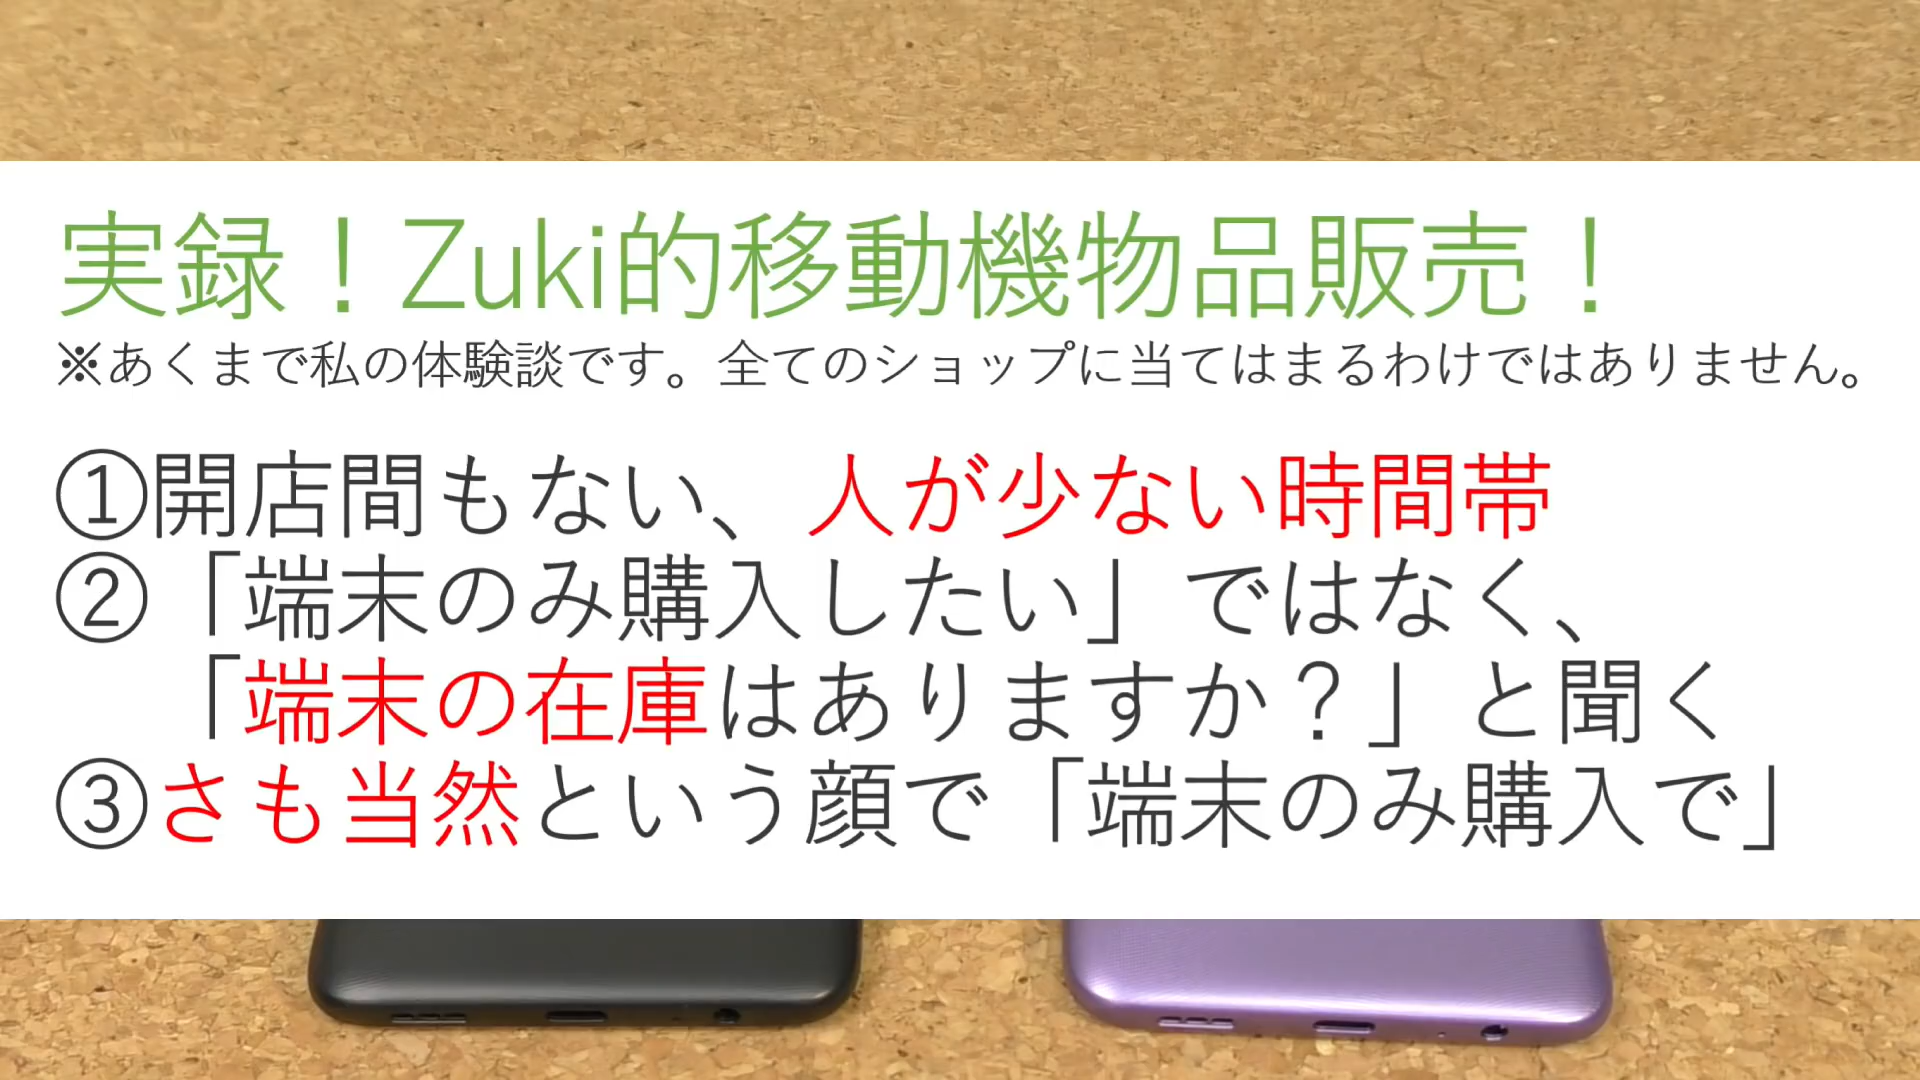 実録！Zuki的移動機物品販売！
※あくまで私の体験談です。全てのショップに当てはまるわけではありません。
①開店間もない、人が少ない時間帯
②「端末のみ購入したい」ではなく、
「端末の在庫はありますか？」と聞く
③さも当然という顔で「端末のみ購入で」